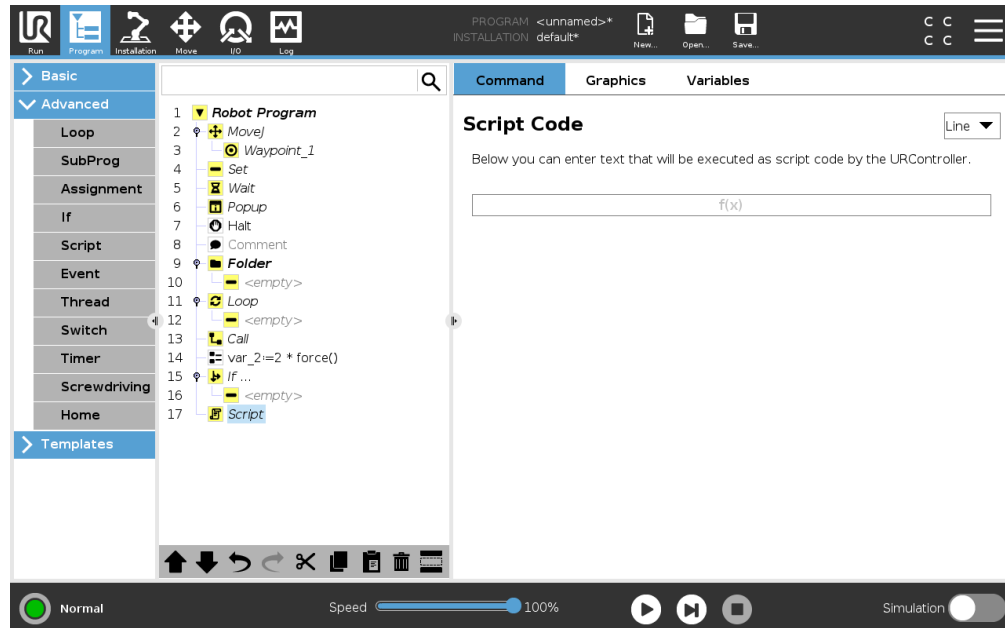 PROGRAM <unnamed>*
INSTALLATION default*
C C
C C
UR
Run
Program
Installation
Move
I/O
Log
New...
Open...
Save...
Basic
Advanced
Loop
SubProg
Assignment
If
Script
Event
Thread
Switch
Timer
Screwdriving
Home
Templates
1 Robot Program
2 MoveJ
3 Waypoint_1
4 Set
5 Wait
6 Popup
7 Halt
8 Comment
9 Folder
10 <empty>
11 Loop
12 <empty>
13 Call
14 var_2:=2 * force()
15 If ...
16 <empty>
17 Script
Command Graphics Variables
Script Code
Line
Below you can enter text that will be executed as script code by the URController.
f(x)
Normal
Speed 100%
Simulation